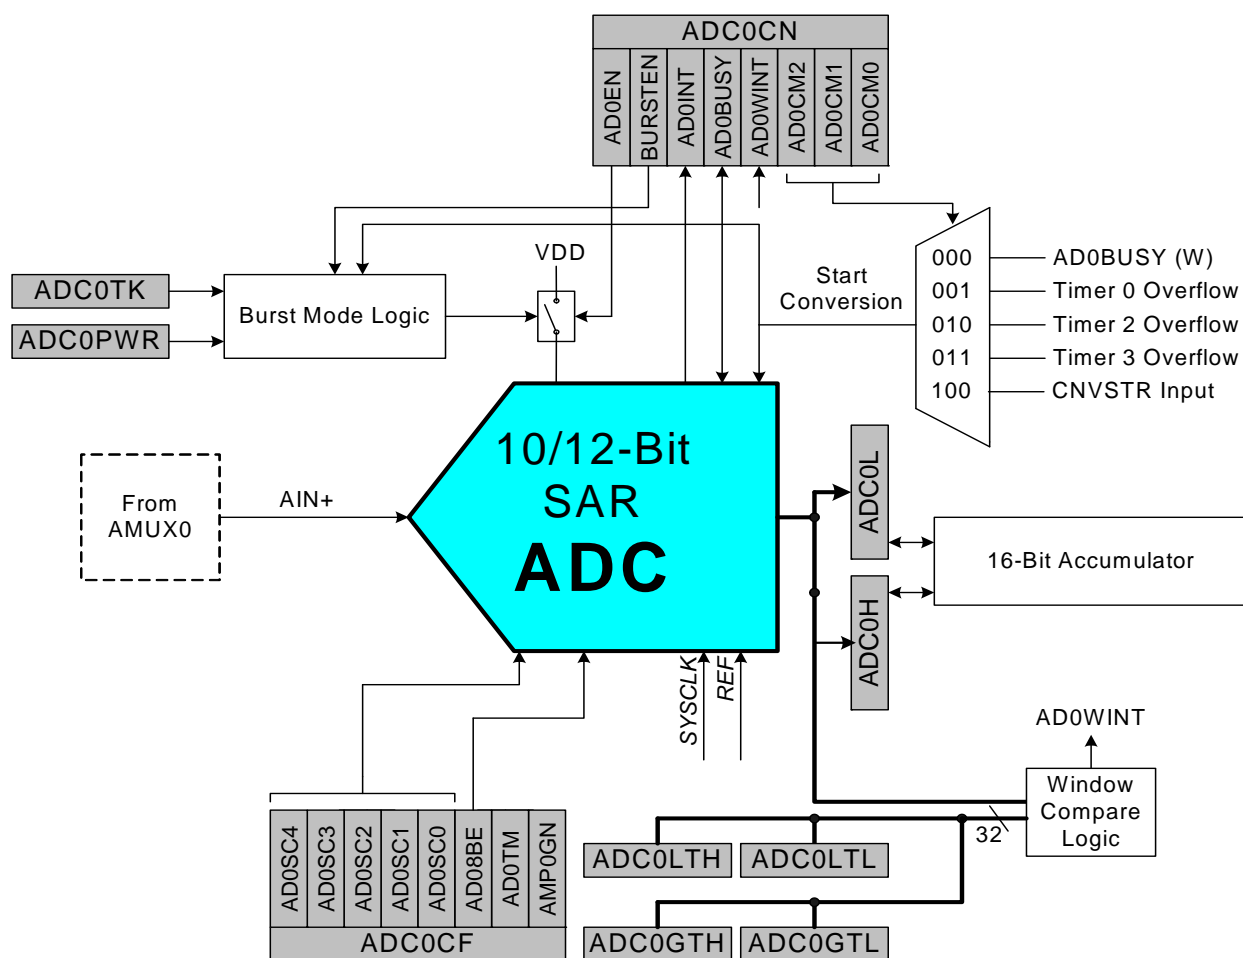 ADC0CN
AD0EN
BURSTEN
AD0INT
AD0BUSY
AD0WINT
AD0CM2
AD0CM1
AD0CM0
VDD
Start
Conversion
000
AD0BUSY (W)
001
Timer 0 Overflow
010
Timer 2 Overflow
011
Timer 3 Overflow
100
CNVSTR Input
ADC0TK
ADC0PWR
Burst Mode Logic
From
AMUX0
AIN+
10/12-Bit
SAR
ADC
ADC0L
ADC0H
16-Bit Accumulator
SYSCLK
REF
AD0WINT
Window
Compare
Logic
32
AD0SC4
AD0SC3
AD0SC2
AD0SC1
AD0SC0
AD08BE
AD0TM
AMP0GN
ADC0CF
ADC0LTH
ADC0LTL
ADC0GTH
ADC0GTL